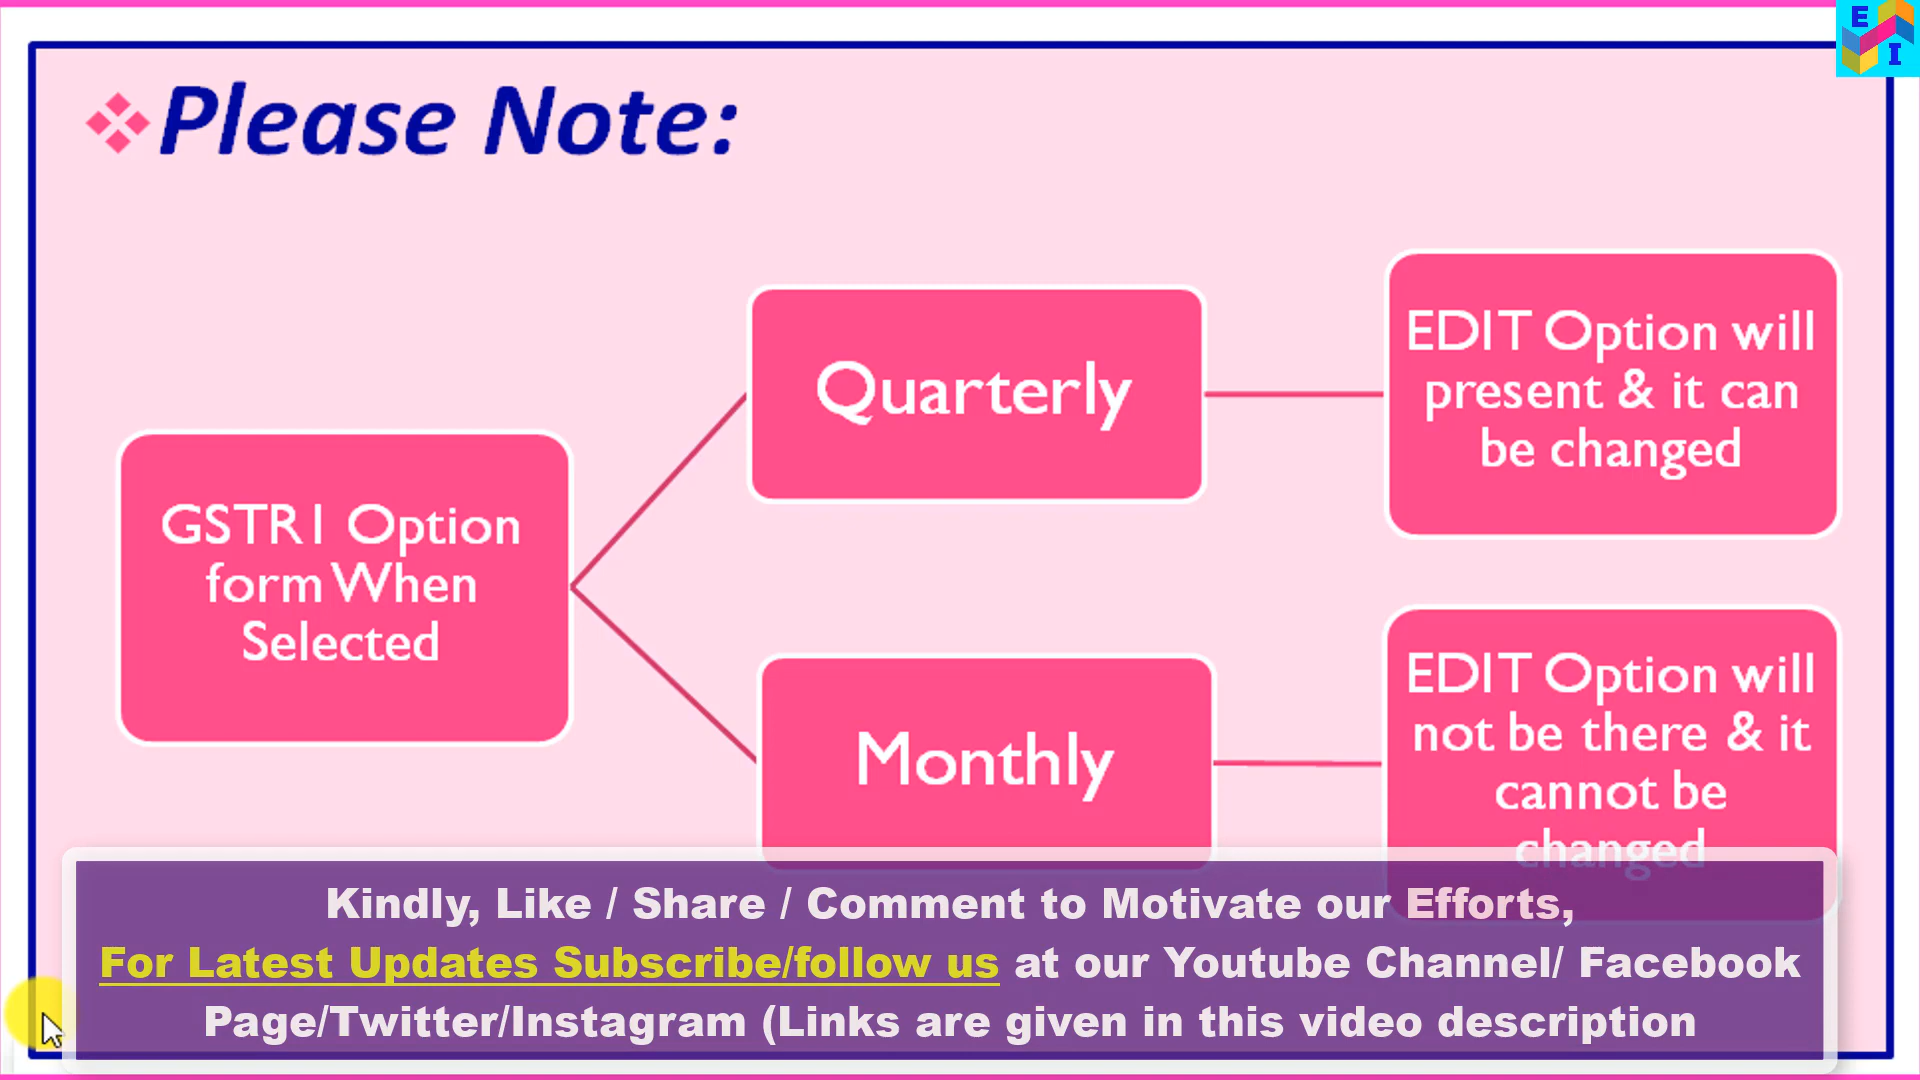 E
I
Please Note:
GSTR1 Option
form When
Selected
Quarterly
EDIT Option will
present & it can
be changed
Monthly
EDIT Option will
not be there & it
cannot be
changed
Kindly, Like / Share / Comment to Motivate our Efforts,
For Latest Updates Subscribe/follow us at our Youtube Channel/ Facebook
Page/Twitter/Instagram (Links are given in this video description